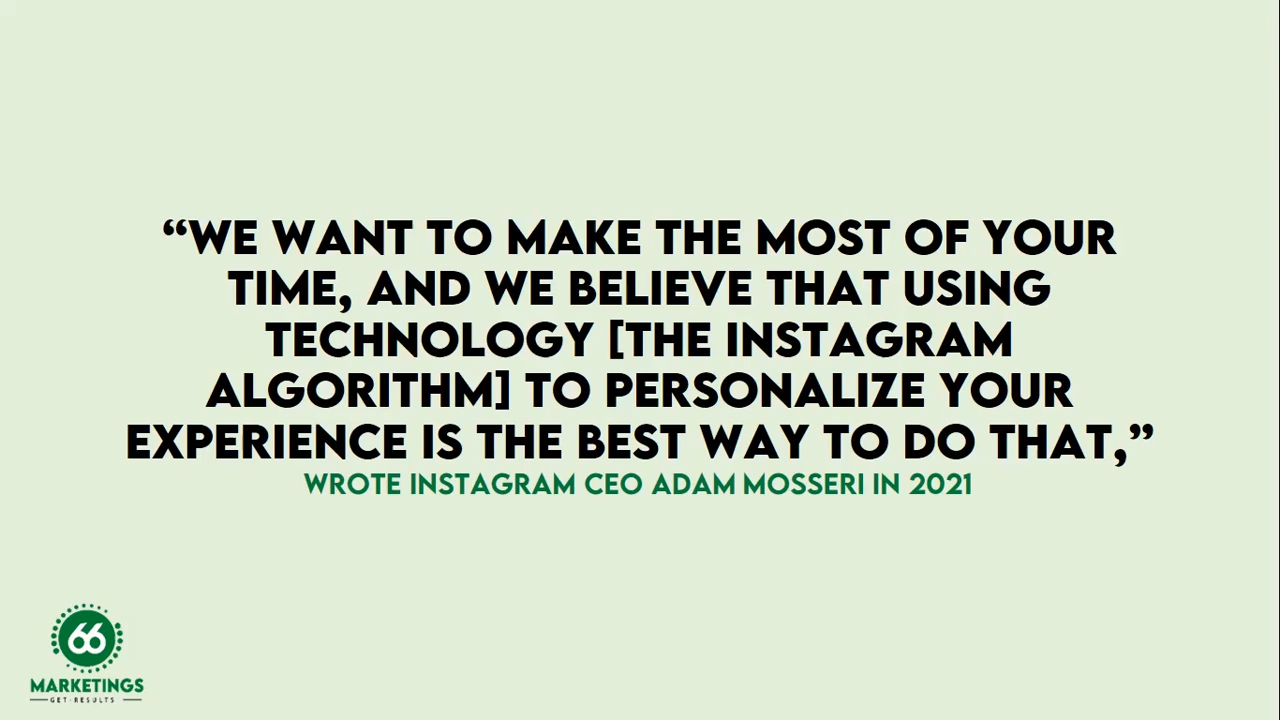 “WE WANT TO MAKE THE MOST OF YOUR
TIME, AND WE BELIEVE THAT USING
TECHNOLOGY [THE INSTAGRAM
ALGORITHM] TO PERSONALIZE YOUR
EXPERIENCE IS THE BEST WAY TO DO THAT,”
WROTE INSTAGRAM CEO ADAM MOSSERI IN 2021
66
MARKETINGS
GET-RESULTS